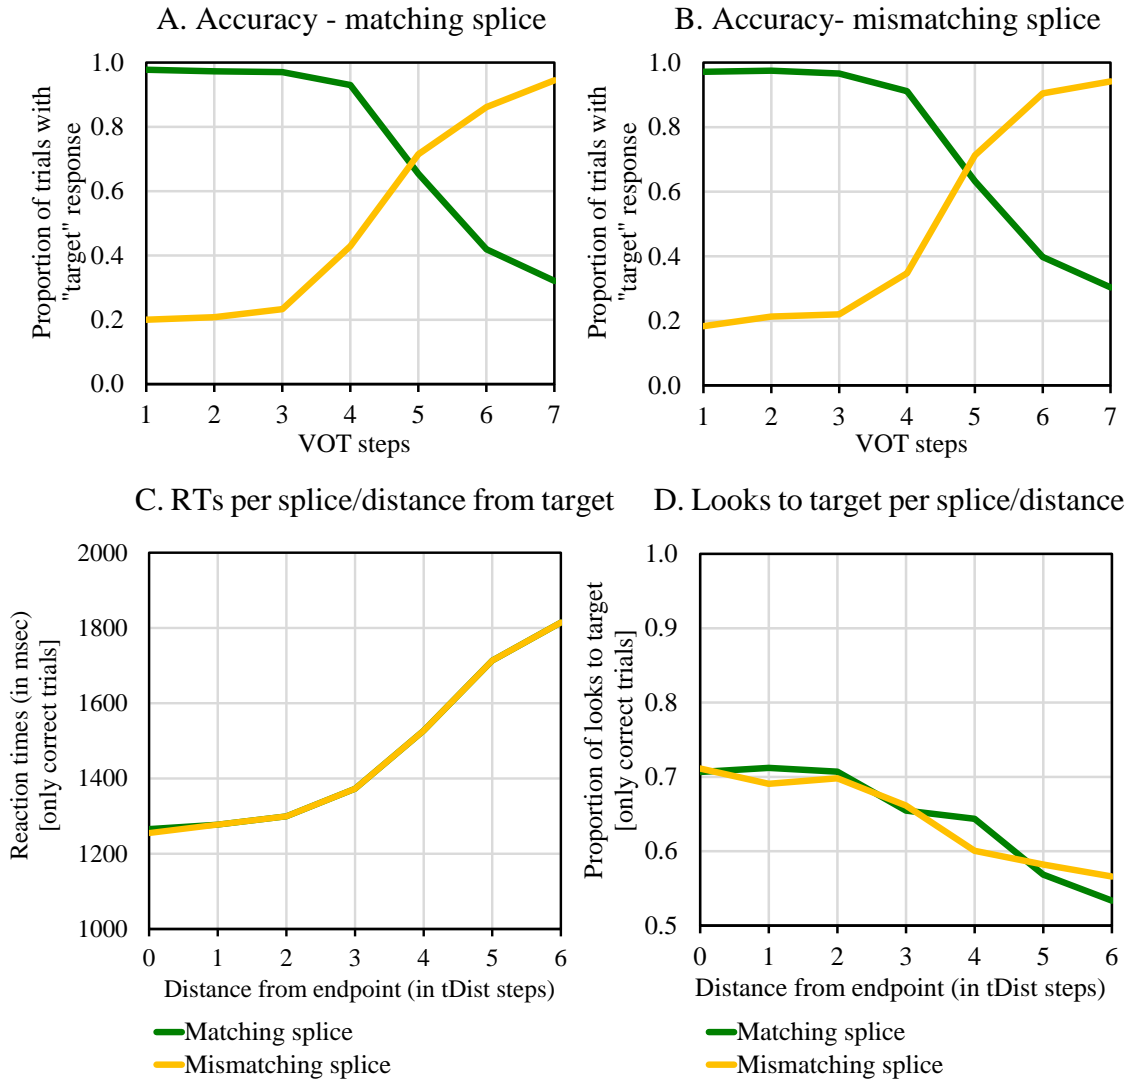 A. Accuracy - matching splice
Proportion of trials with
"target" response
1.0
0.8
0.6
0.4
0.2
0.0
1 2 3 4 5 6 7
VOT steps
B. Accuracy- mismatching splice
Proportion of trials with
"target" response
1.0
0.8
0.6
0.4
0.2
0.0
1 2 3 4 5 6 7
VOT steps
C. RTs per splice/distance from target
Reaction times (in msec)
[only correct trials]
2000
1800
1600
1400
1200
1000
0 1 2 3 4 5 6
Distance from endpoint (in tDist steps)
Matching splice
Mismatching splice
D. Looks to target per splice/distance
Proportion of looks to target
[only correct trials]
1.0
0.9
0.8
0.7
0.6
0.5
0 1 2 3 4 5 6
Distance from endpoint (in tDist steps)
Matching splice
Mismatching splice